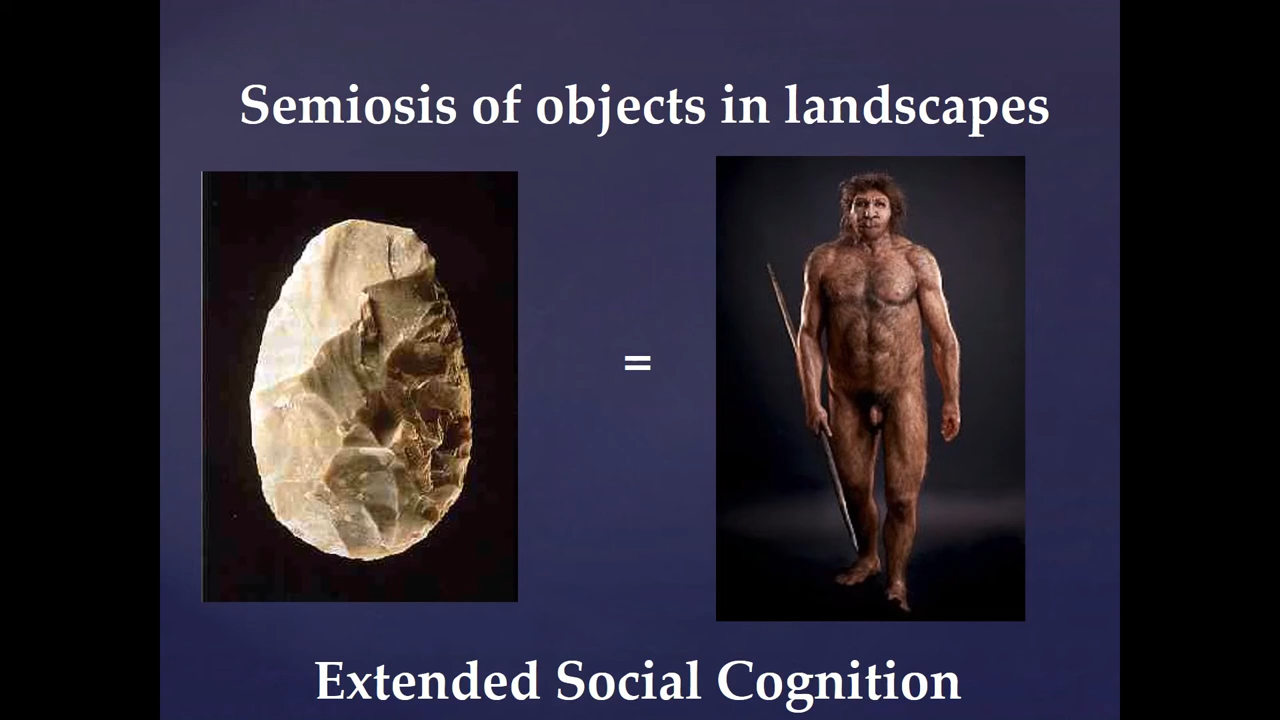 Semiosis of objects in landscapes
=
Extended Social Cognition